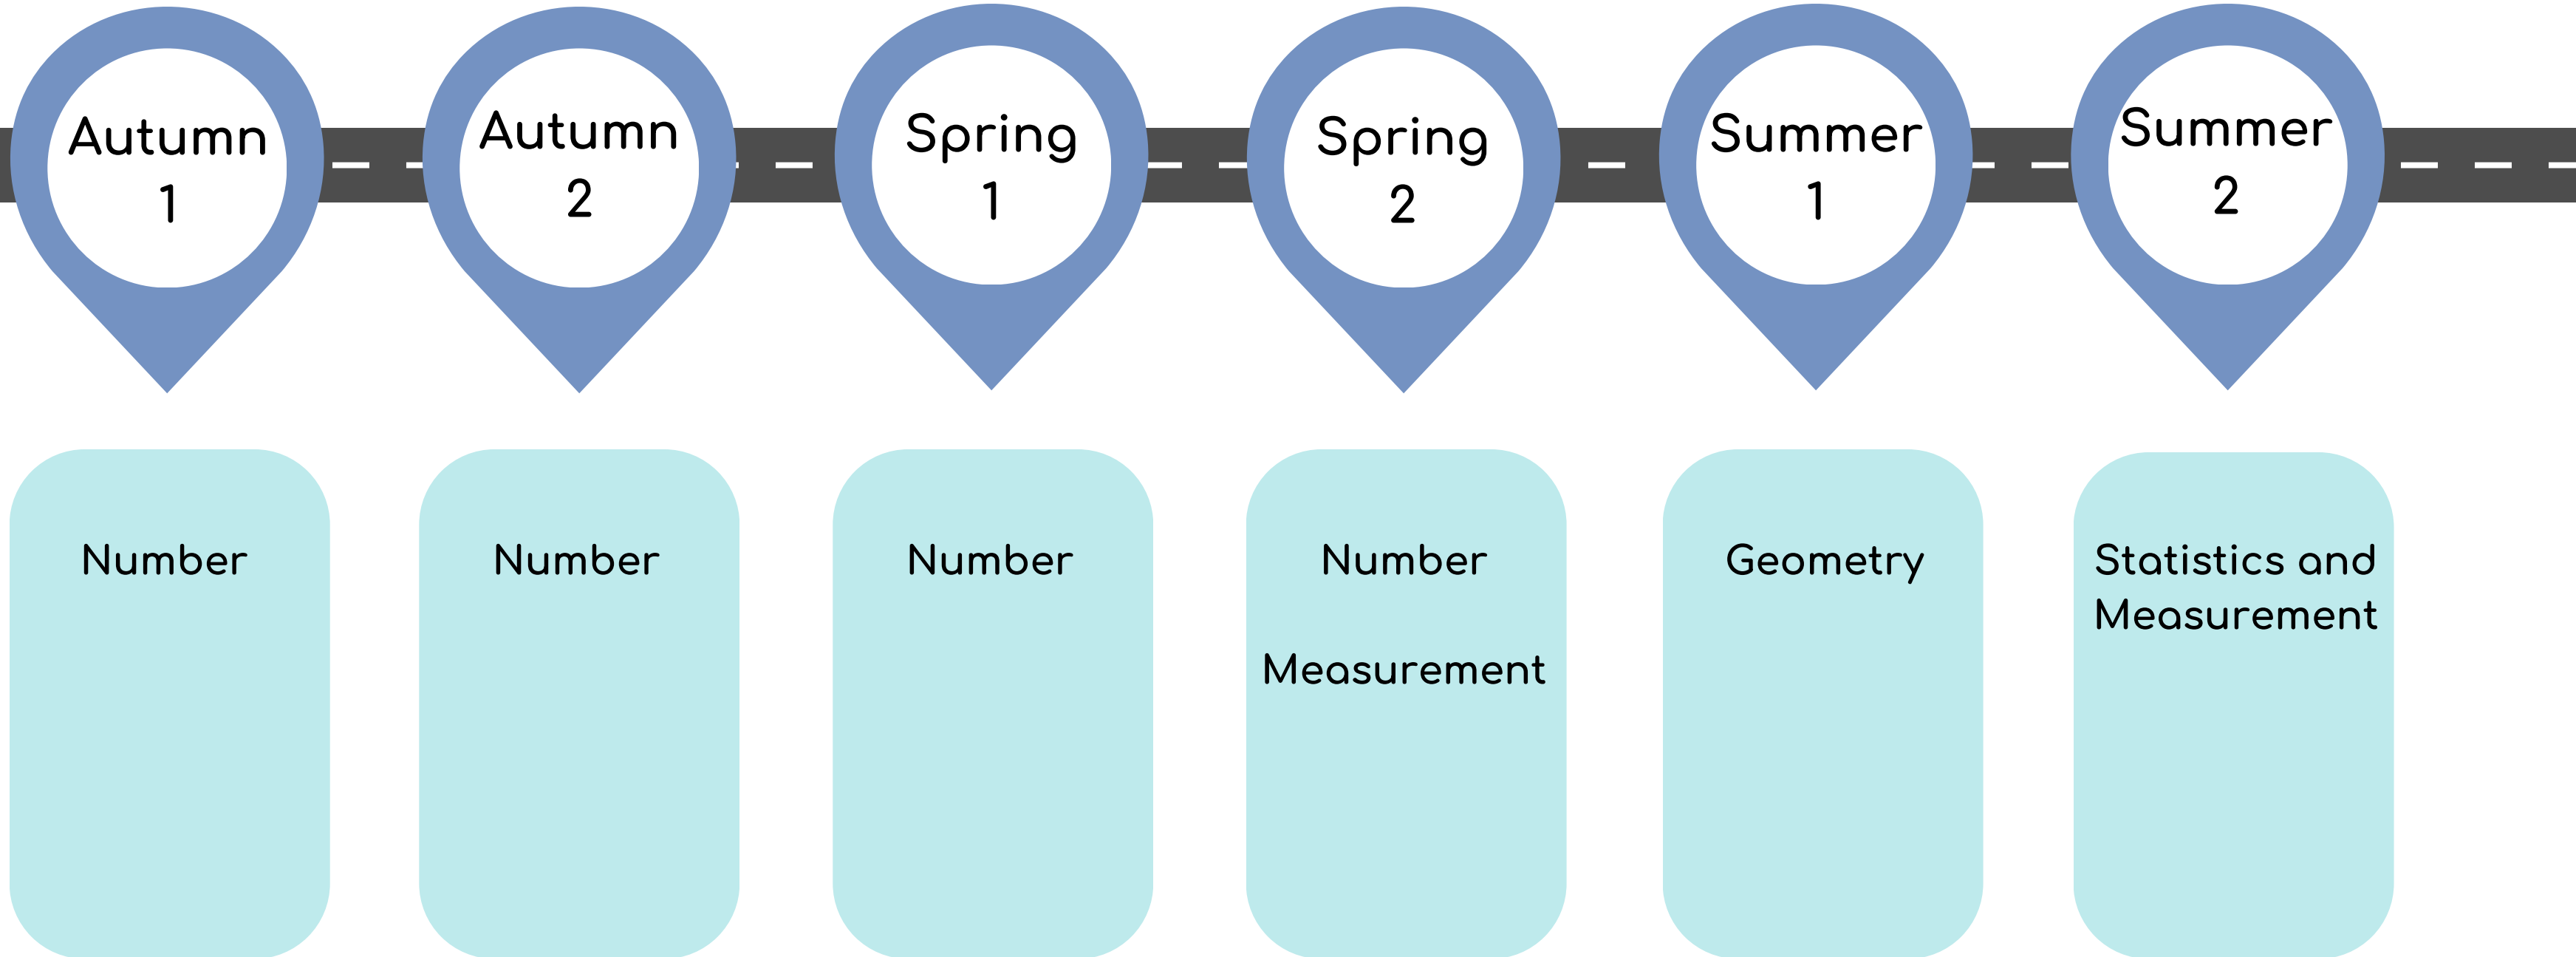 Autumn
1
Autumn
2
Spring
1
Spring
2
Summer
1
Summer
2
Number
Number
Number
Number
Measurement
Geometry
Statistics and
Measurement